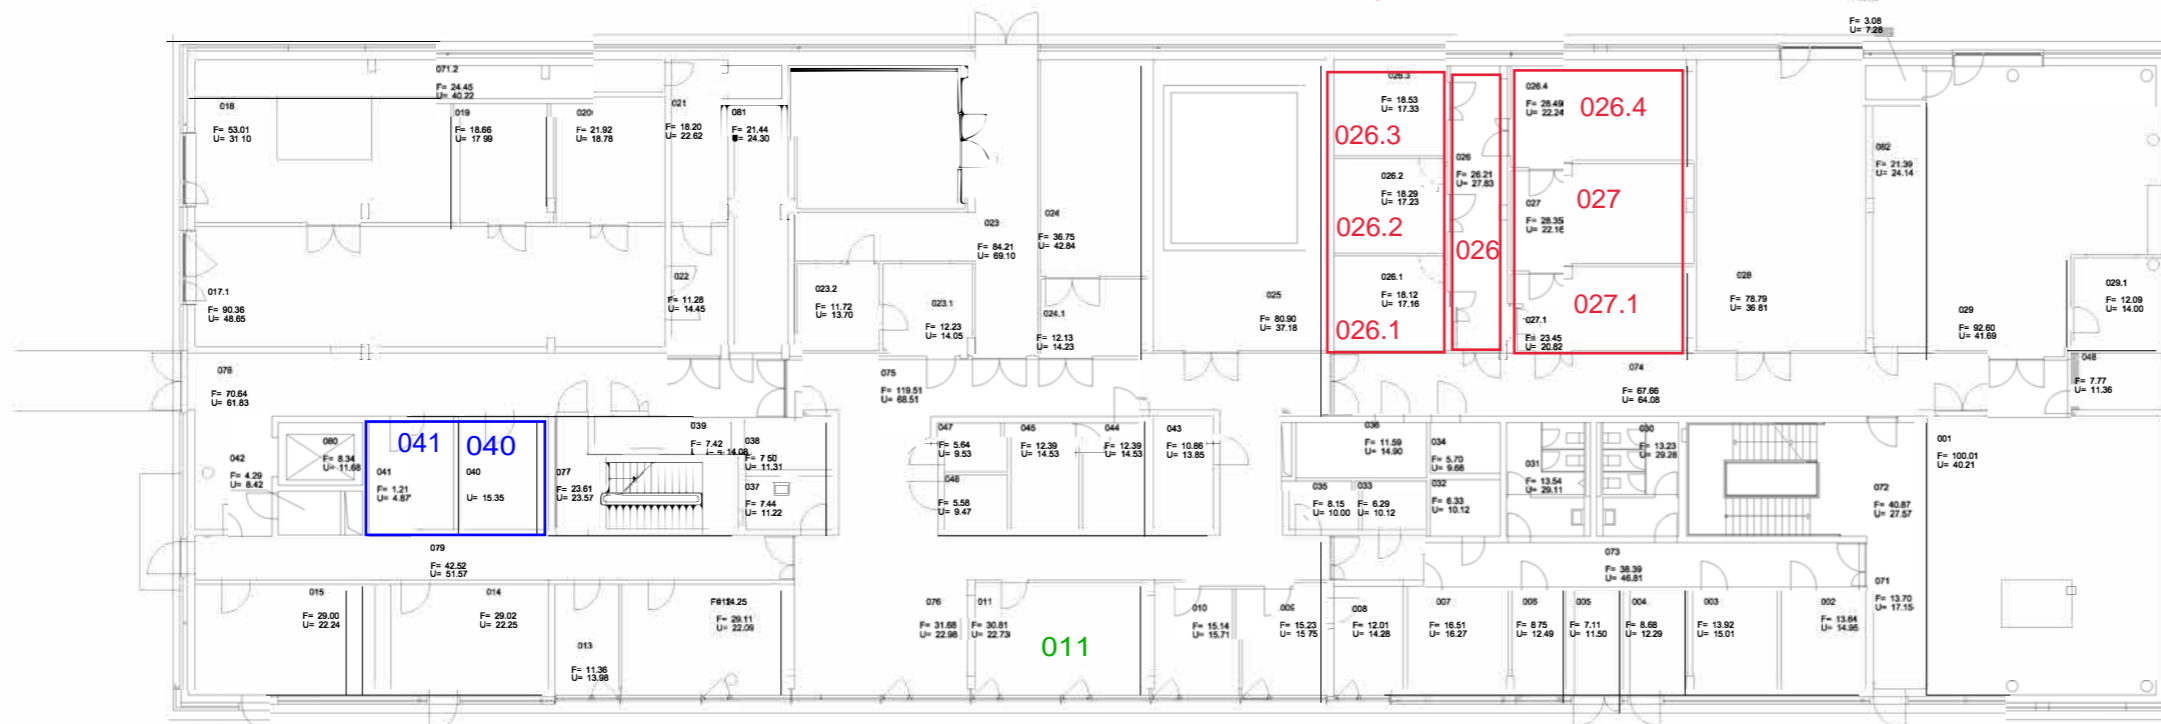 F= 3.08
U= 7.28
071.2
F= 24.45
U= 40.22
018
F= 53.01
U= 31 10
019
F= 18.66
U= 17 99
020
F= 21.92
U= 18.78
021
F= 18.20
U= 22.62
081
F= 21.44
U= 24.30
017.1
F= 90.36
U= 48.65
022
F= 11.28
U= 14.45
023.2
F= 11.72
U= 13.70
023.1
F= 12.23
U= 14.05
023
F= 84.21
U= 69.10
024
F= 36.75
U= 42.84
024.1
F= 12.13
U= 14.23
025
F= 80.90
U= 37.18
026.3
F= 18.53
U= 17.33
026.3
026.2
F= 18.29
U= 17.23
026.2
026.1
F= 18.12
U= 17.16
026.1
026
F= 26.21
U= 27.83
026
026.4
F= 28.49
U= 22.24
026.4
027
F= 28.35
U= 22.16
027
027.1
F= 23.45
U= 20.82
027.1
028
F= 78.79
U= 36 81
082
F= 21.39
U= 24.14
029
F= 92.60
U= 41.69
029.1
F= 12.09
U= 14.00
048
F= 7.77
U= 11.36
078
F= 70.64
U= 61.83
075
F= 119.51
U= 68.51
074
F= 67.66
U= 64.08
042
F= 4.29
U= 8.42
080
F= 8.34
U= 11.68
041
041
F= 1.21
U= 4.87
040
040
U= 15.35
077
F= 23.61
U= 23.57
039
F= 7.42
038
F= 7 50
U= 11.31
037
F= 7.44
U= 11.22
047
F= 5.64
U= 9.53
046
F= 5.58
U= 9.47
045
F= 12.39
U= 14.53
044
F= 12.39
U= 14.53
043
F= 10.86
U= 13.85
036
F= 11.59
U= 14.90
034
F= 5.70
U= 9.68
035
F= 8.15
U= 10.00
033
F= 6.29
U= 10.12
032
F= 6.33
U= 10.12
031
F= 13.54
U= 29.11
030
F= 13.23
U= 29.28
072
F= 40.87
U= 27.57
001
F= 100.01
U= 40.21
079
F= 42.52
U= 51.57
073
F= 38.39
U= 46.81
071
F= 13.70
U= 17.15
015
F= 29.00
U= 22.24
014
F= 29.02
U= 22.25
013
F= 11.36
U= 13.98
F= 29.11
U= 22.09
076
F= 31.68
U= 22.98
011
F= 30.81
U= 22.73
011
010
F= 15.14
U= 15.71
F= 15.23
U= 15 75
008
F= 12.01
U= 14.28
007
F= 16.51
U= 16.27
006
F= 8 75
U= 12.49
005
F= 7.11
U= 11.50
004
F= 8.68
U= 12.29
003
F= 13.92
U= 15.01
002
F= 13.84
U= 14.95